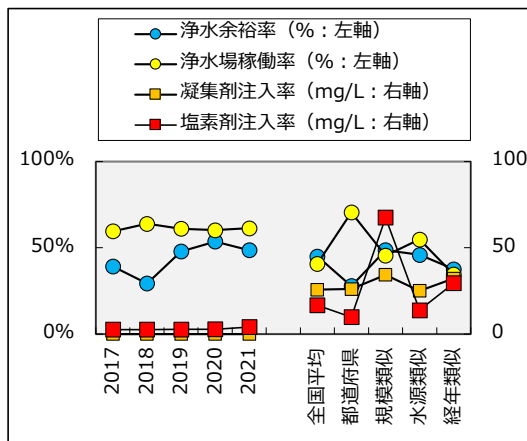 浄水余裕率（%：左軸）
浄水場稼働率（%：左軸）
凝集剤注入率（mg/L：右軸）
塩素剤注入率（mg/L：右軸）
100%
100
50%
50
0%
0
2017
2018
2019
2020
2021
全国平均
都道府県
規模類似
水源類似
経年類似